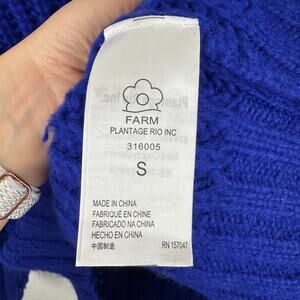 FARM
PLANTAGE RIO INC
316005
S
MADE IN CHINA
FABRIQUÉ EN CHINE
FABRICADO NA CHINA
HECHO EN CHINA
中国制造
RN 157047